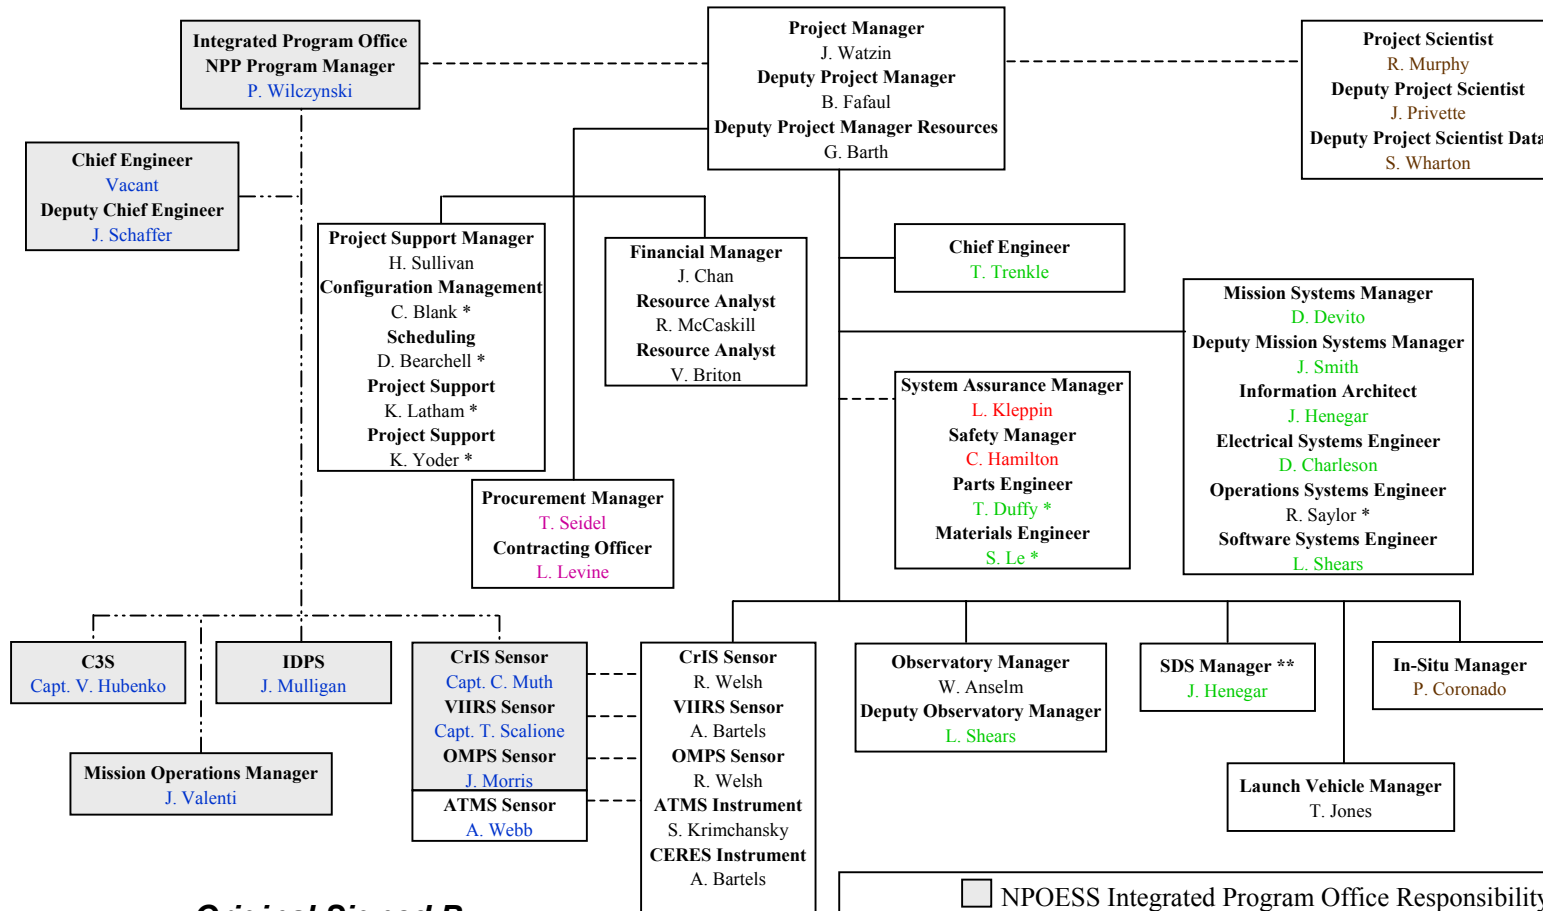 Integrated Program Office
NPP Program Manager
P. Wilczynski
Project Manager
J. Watzin
Deputy Project Manager
B. Fafaul
Deputy Project Manager Resources
G. Barth
Project Scientist
R. Murphy
Deputy Project Scientist
J. Privette
Deputy Project Scientist Data
S. Wharton
Chief Engineer
Vacant
Deputy Chief Engineer
J. Schaffer
Project Support Manager
H. Sullivan
Configuration Management
C. Blank *
Scheduling
D. Bearchell *
Project Support
K. Latham *
Project Support
K. Yoder *
Financial Manager
J. Chan
Resource Analyst
R. McCaskill
Resource Analyst
V. Briton
Chief Engineer
T. Trenkle
Mission Systems Manager
D. Devito
Deputy Mission Systems Manager
J. Smith
Information Architect
J. Henegar
Electrical Systems Engineer
D. Charleson
Operations Systems Engineer
R. Saylor *
Software Systems Engineer
L. Shears
System Assurance Manager
L. Kleppin
Safety Manager
C. Hamilton
Parts Engineer
T. Duffy *
Materials Engineer
S. Le *
Procurement Manager
T. Seidel
Contracting Officer
L. Levine
C3S
Capt. V. Hubenko
IDPS
J. Mulligan
Mission Operations Manager
J. Valenti
CrIS Sensor
Capt. C. Muth
VIIRS Sensor
Capt. T. Scalione
OMPS Sensor
J. Morris
ATMS Sensor
A. Webb
CrIS Sensor
R. Welsh
VIIRS Sensor
A. Bartels
OMPS Sensor
R. Welsh
ATMS Instrument
S. Krimchansky
CERES Instrument
A. Bartels
Observatory Manager
W. Anselm
Deputy Observatory Manager
L. Shears
SDS Manager **
J. Henegar
In-Situ Manager
P. Coronado
Launch Vehicle Manager
T. Jones
NPOESS Integrated Program Office Responsibility